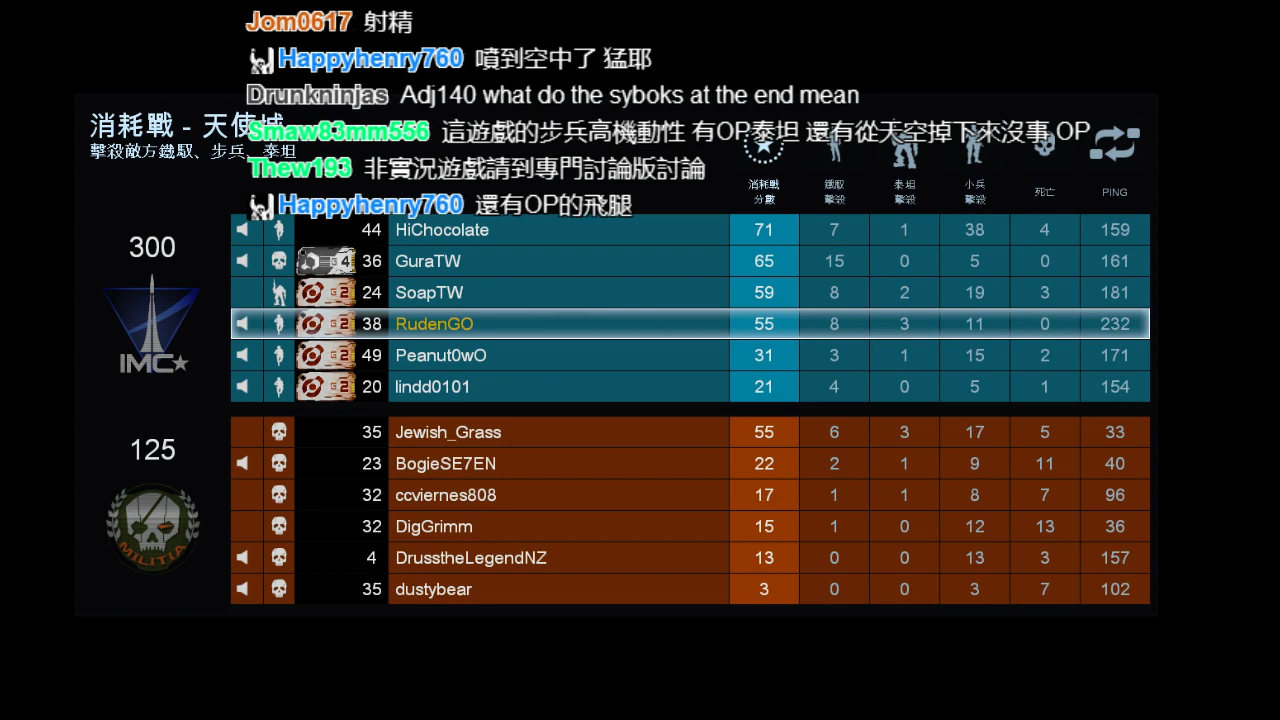 Jom0617 射精
Happyhenry760 噴到空中了 猛耶
Drunkninjas Adj140 what do the syboks at the end mean
消耗戰 - 天使城
Smaw83mm556 這遊戲的步兵高機動性 有OP泰坦 還有從天空掉下來沒事 OP
擊殺敵方鐵馭、步兵、泰坦
Thew193 非實況遊戲請到專門討論版討論
消耗戰分數 鐵馭擊殺 泰坦擊殺 小兵擊殺 死亡 PING
Happyhenry760 還有OP的飛腿
300
IMC
44 HiChocolate 71 7 1 38 4 159
G 4 36 GuraTW 65 15 0 5 0 161
G 2 24 SoapTW 59 8 2 19 3 181
G 2 38 RudenGO 55 8 3 11 0 232
G 2 49 Peanut0wO 31 3 1 15 2 171
G 2 20 lindd0101 21 4 0 5 1 154
125
MILITIA
35 Jewish_Grass 55 6 3 17 5 33
23 BogieSE7EN 22 2 1 9 11 40
32 ccviernes808 17 1 1 8 7 96
32 DigGrimm 15 1 0 12 13 36
4 DrusstheLegendNZ 13 0 0 13 3 157
35 dustybear 3 0 0 3 7 102